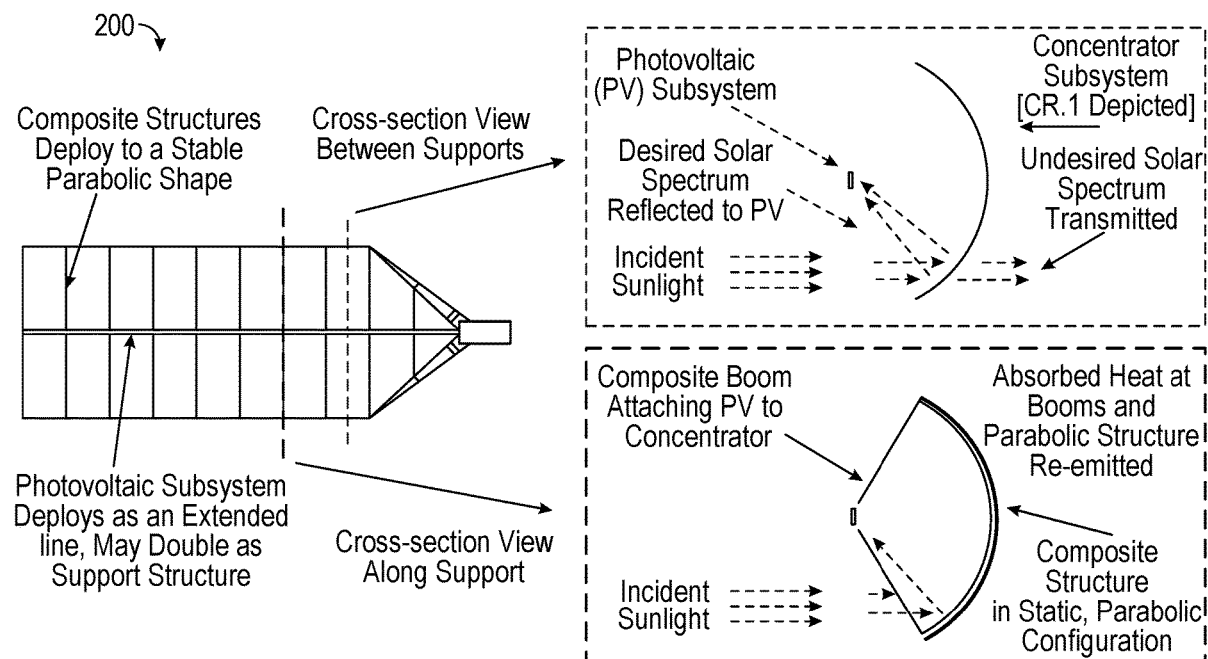 200
Composite Structures
Deploy to a Stable
Parabolic Shape
Cross-section View
Between Supports
Photovoltaic Subsystem
Deploys as an Extended
line, May Double as
Support Structure
Cross-section View
Along Support
Photovoltaic
(PV) Subsystem
Concentrator
Subsystem
[CR.1 Depicted]
Desired Solar
Spectrum
Reflected to PV
Undesired Solar
Spectrum
Transmitted
Incident
Sunlight
Composite Boom
Attaching PV to
Concentrator
Absorbed Heat at
Booms and
Parabolic Structure
Re-emitted
Incident
Sunlight
Composite
Structure
in Static, Parabolic
Configuration